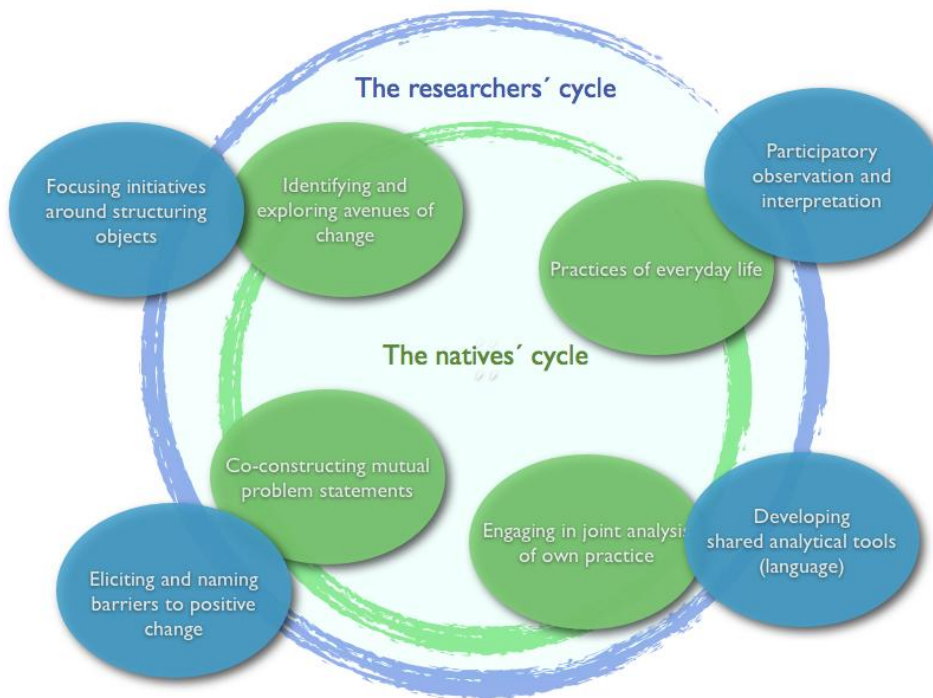 The researchers´ cycle
Participatory
observation and
interpretation
Focusing initiatives
around structuring
objects
Identifying and
exploring avenues of
change
Practices of everyday life
The natives´ cycle
Co-constructing mutual
problem statements
Engaging in joint analysis
of own practice
Developing
shared analytical tools
(language)
Eliciting and naming
barriers to positive
change